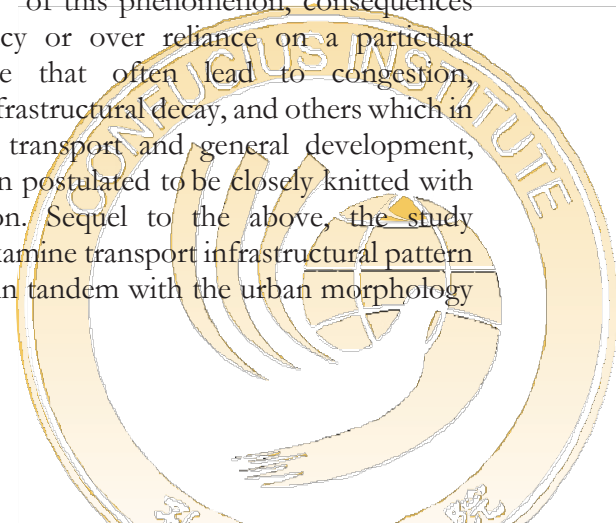 of this phenomenon, consequences
cy or over reliance on a particular
e that often lead to congestion,
frastructural decay, and others which in
transport and general development,
n postulated to be closely knitted with
on. Sequel to the above, the study
xamine transport infrastructural pattern
in tandem with the urban morphology
CONFUCIUS INSTITUTE